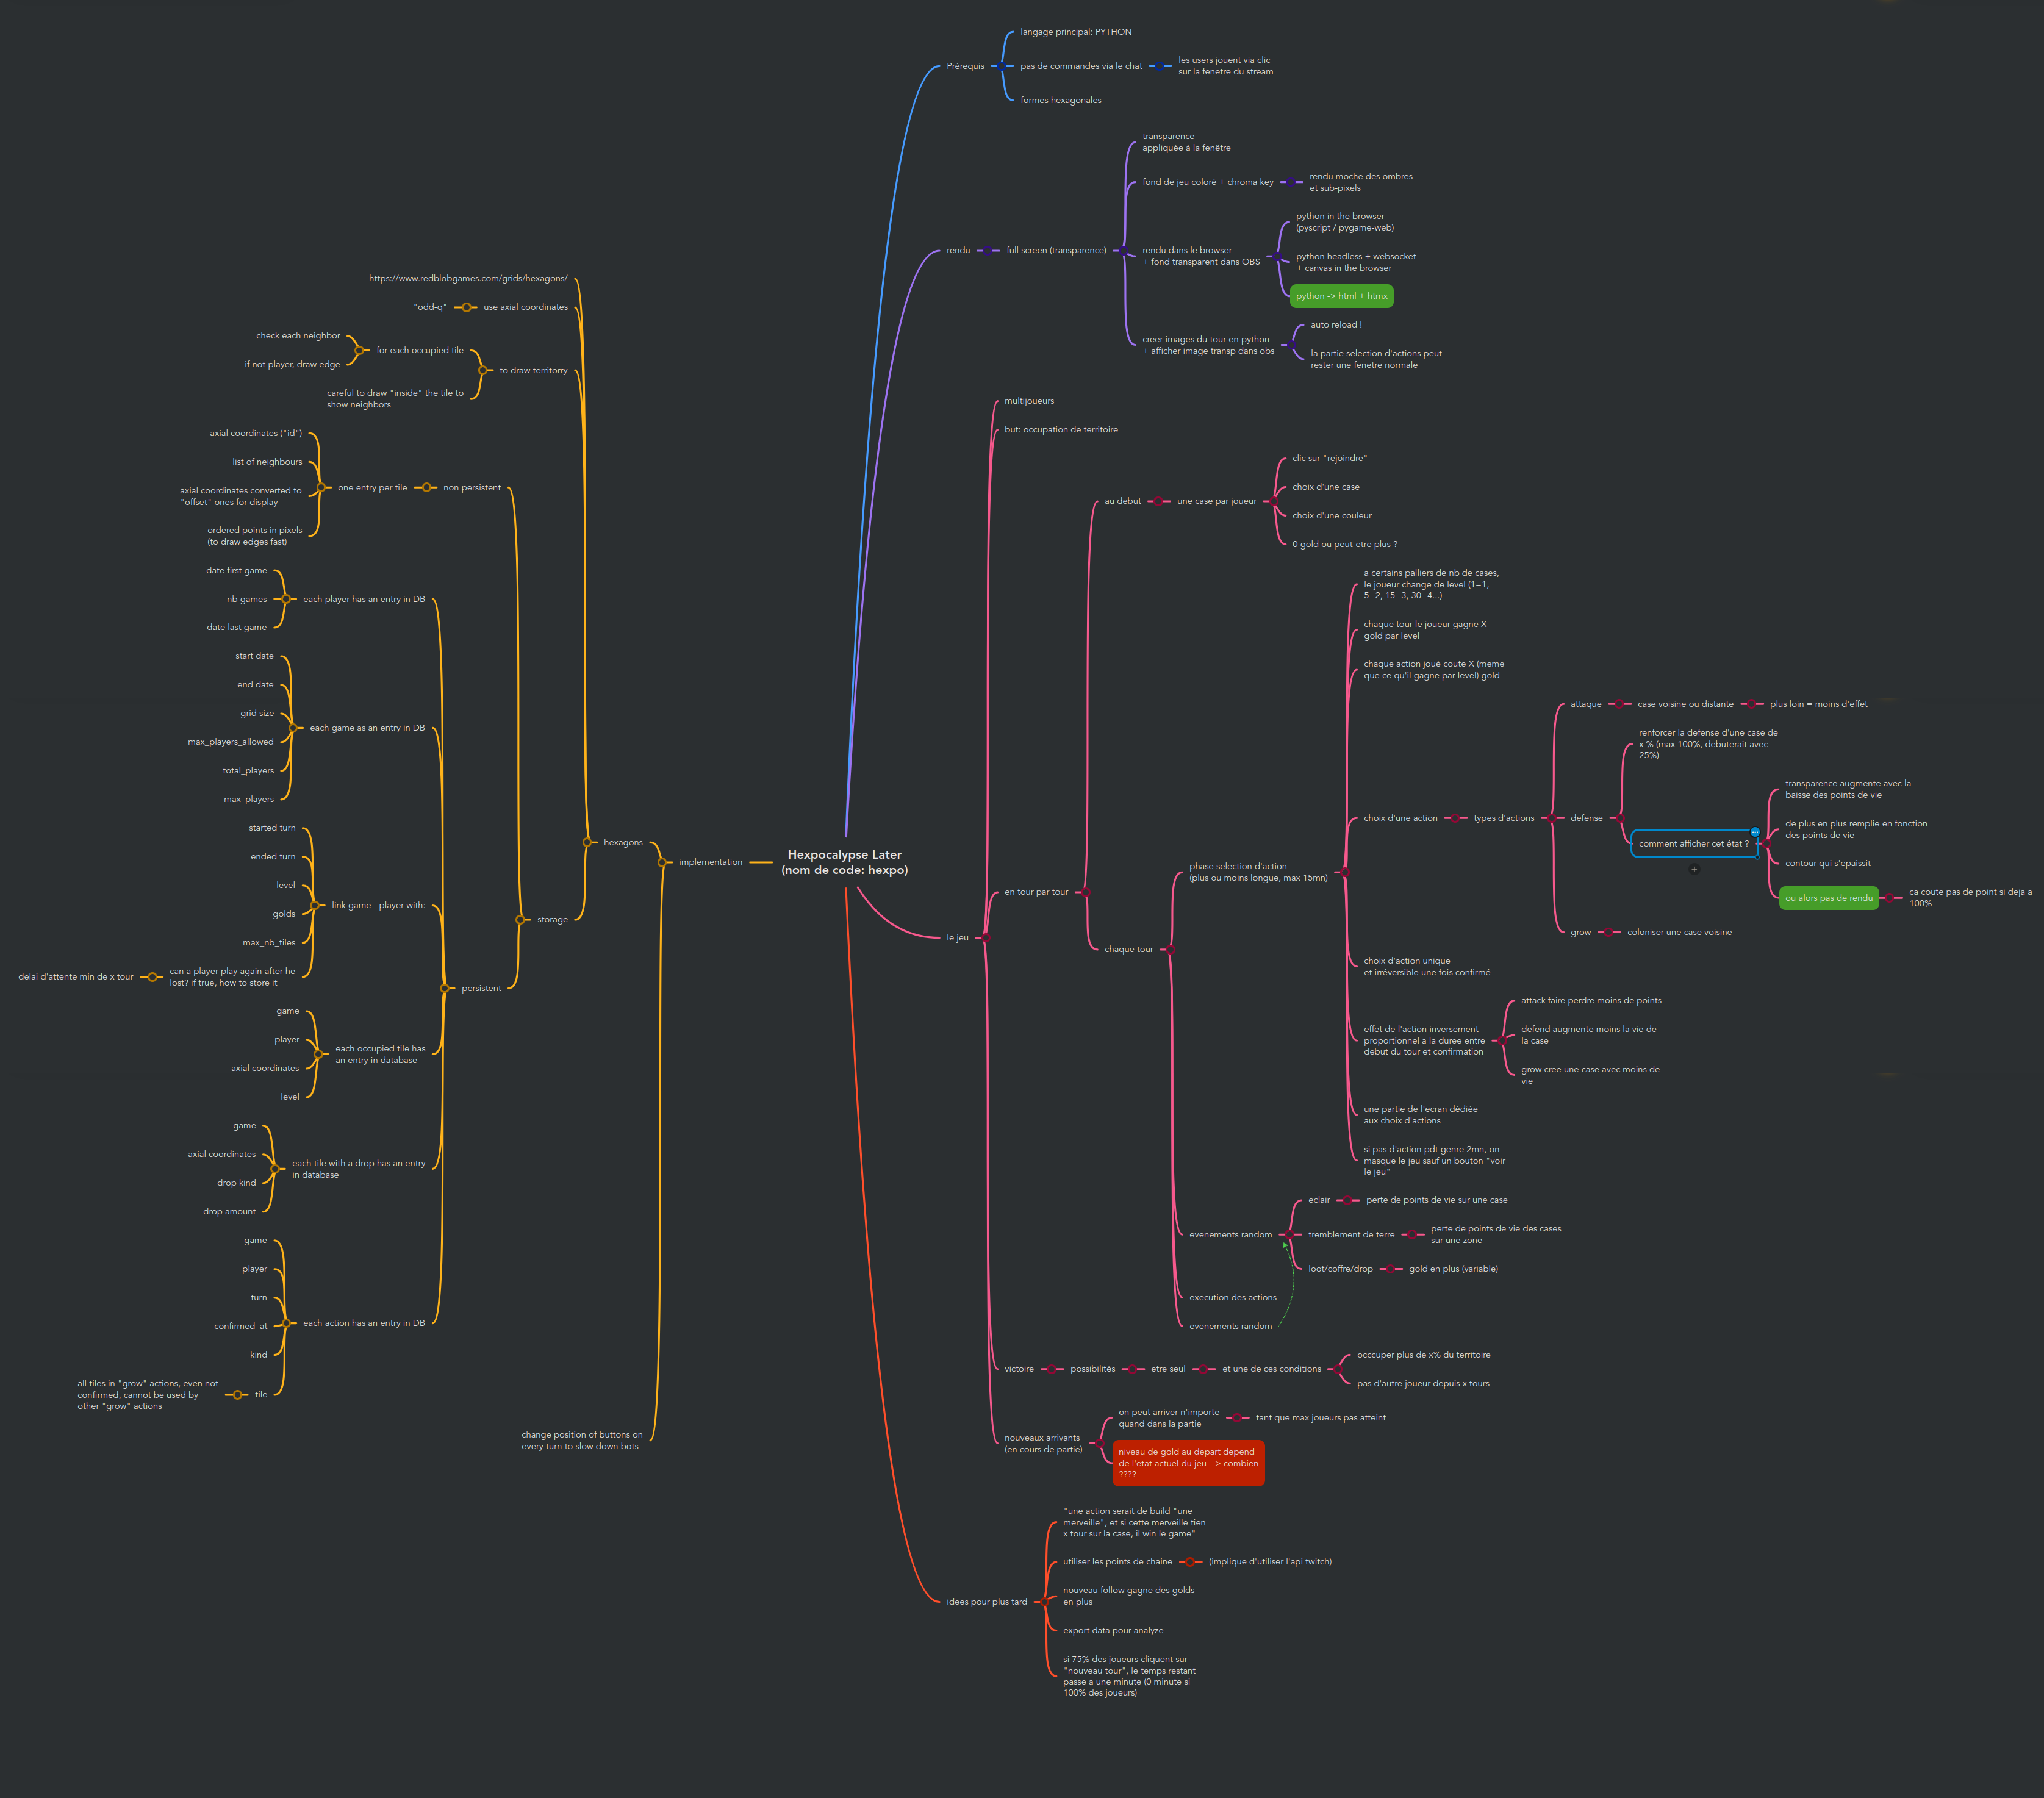 Hexpocalypse Later
(nom de code: hexpo)
Prérequis
langage principal: PYTHON
pas de commandes via le chat
les users jouent via clic
sur la fenetre du stream
formes hexagonales
rendu
full screen (transparence)
transparence
appliquée à la fenêtre
fond de jeu coloré + chroma key
rendu moche des ombres
et sub-pixels
rendu dans le browser
+ fond transparent dans OBS
python in the browser
(pyscript / pygame-web)
python headless + websocket
+ canvas in the browser
python -> html + htmx
creer images du tour en python
+ afficher image transp dans obs
auto reload !
la partie selection d'actions peut
rester une fenetre normale
le jeu
multijoueurs
but: occupation de territoire
en tour par tour
au debut
une case par joueur
clic sur "rejoindre"
choix d'une case
choix d'une couleur
0 gold ou peut-etre plus ?
chaque tour
phase selection d'action
(plus ou moins longue, max 15mn)
a certains palliers de nb de cases,
le joueur change de level (1=1,
5=2, 15=3, 30=4...)
chaque tour le joueur gagne X
gold par level
chaque action joué coute X (meme
que ce qu'il gagne par level) gold
choix d'une action
types d'actions
attaque
case voisine ou distante
plus loin = moins d'effet
defense
renforcer la defense d'une case de
x % (max 100%, debuterait avec
25%)
comment afficher cet état ?
transparence augmente avec la
baisse des points de vie
de plus en plus remplie en fonction
des points de vie
contour qui s'epaissit
ou alors pas de rendu
ca coute pas de point si deja a
100%
grow
coloniser une case voisine
choix d'action unique
et irréversible une fois confirmé
effet de l'action inversement
proportionnel a la duree entre
debut du tour et confirmation
attack faire perdre moins de points
defend augmente moins la vie de
la case
grow cree une case avec moins de
vie
une partie de l'ecran dédiée
aux choix d'actions
si pas d'action pdt genre 2mn, on
masque le jeu sauf un bouton "voir
le jeu"
evenements random
eclair
perte de points de vie sur une case
tremblement de terre
perte de points de vie des cases
sur une zone
loot/coffre/drop
gold en plus (variable)
execution des actions
evenements random
victoire
possibilités
etre seul
et une de ces conditions
occcuper plus de x% du territoire
pas d'autre joueur depuis x tours
nouveaux arrivants
(en cours de partie)
on peut arriver n'importe
quand dans la partie
tant que max joueurs pas atteint
niveau de gold au depart depend
de l'etat actuel du jeu => combien
????
idees pour plus tard
"une action serait de build "une
merveille", et si cette merveille tien
x tour sur la case, il win le game"
utiliser les points de chaine
(implique d'utiliser l'api twitch)
nouveau follow gagne des golds
en plus
export data pour analyze
si 75% des joueurs cliquent sur
"nouveau tour", le temps restant
passe a une minute (0 minute si
100% des joueurs)
implementation
hexagons
https://www.redblobgames.com/grids/hexagons/
use axial coordinates
"odd-q"
to draw territorry
for each occupied tile
check each neighbor
if not player, draw edge
careful to draw "inside" the tile to
show neighbors
storage
non persistent
one entry per tile
axial coordinates ("id")
list of neighbours
axial coordinates converted to
"offset" ones for display
ordered points in pixels
(to draw edges fast)
persistent
each player has an entry in DB
date first game
nb games
date last game
each game as an entry in DB
start date
end date
grid size
max_players_allowed
total_players
max_players
link game - player with:
started turn
ended turn
level
golds
max_nb_tiles
can a player play again after he
lost? if true, how to store it
delai d'attente min de x tour
each occupied tile has
an entry in database
game
player
axial coordinates
level
each tile with a drop has an entry
in database
game
axial coordinates
drop kind
drop amount
each action has an entry in DB
game
player
turn
confirmed_at
kind
tile
all tiles in "grow" actions, even not
confirmed, cannot be used by
other "grow" actions
change position of buttons on
every turn to slow down bots